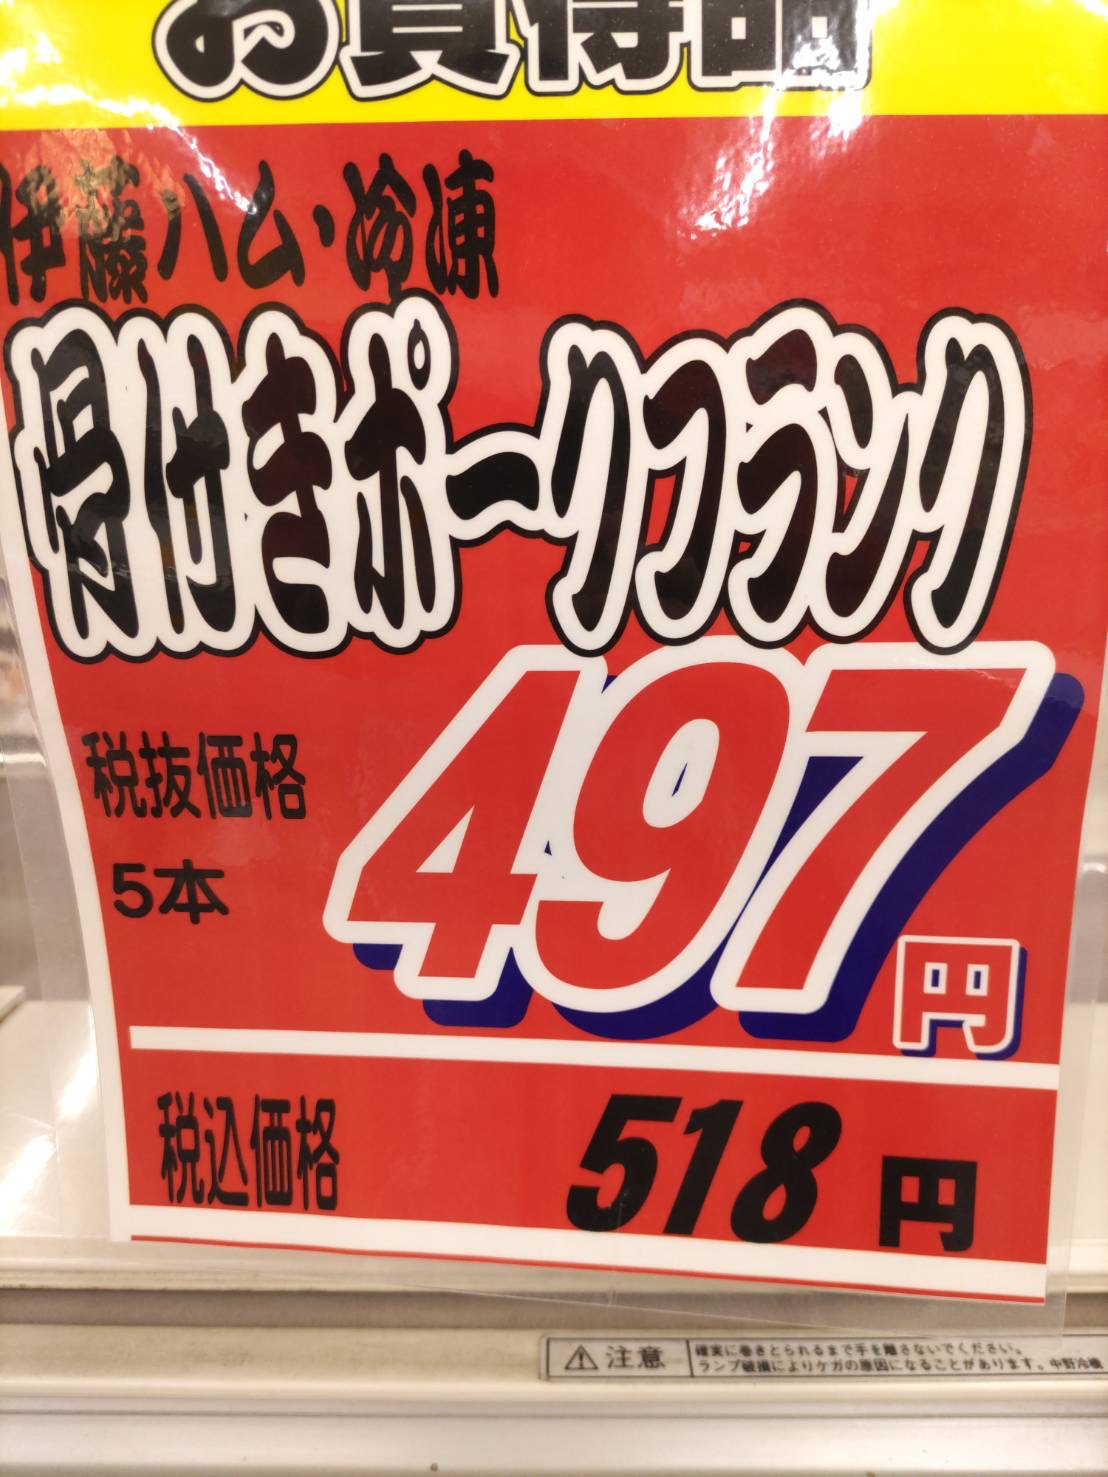 お買得品
伊藤ハム・冷凍
骨付きポークフランク
税抜価格
5本
497円
税込価格 518円
⚠注意 確実に巻きとられるまで手を離さないでください。
ランプ破損によりケガの原因になることがあります。中野冷機